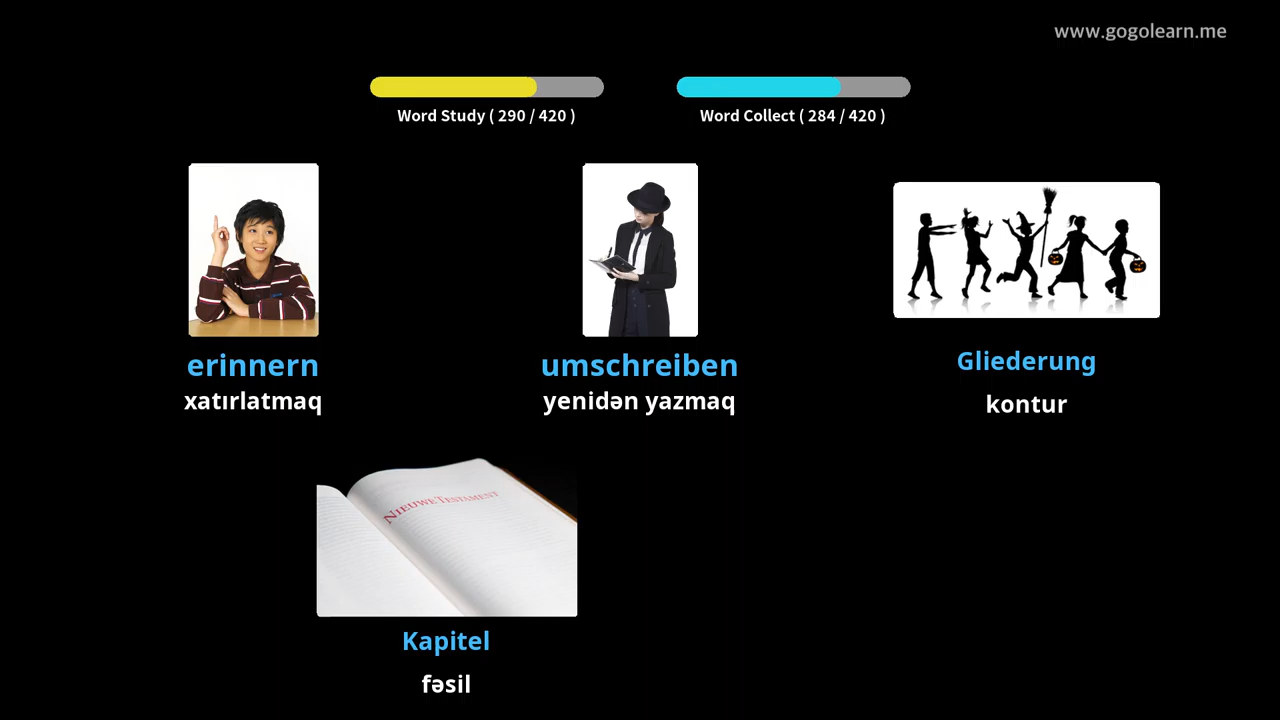 www.gogolearn.me
Word Study ( 290 / 420 )
Word Collect ( 284 / 420 )
erinnern
xatırlatmaq
umschreiben
yenidən yazmaq
Gliederung
kontur
NIEUWE TESTAMENT
Kapitel
fəsil